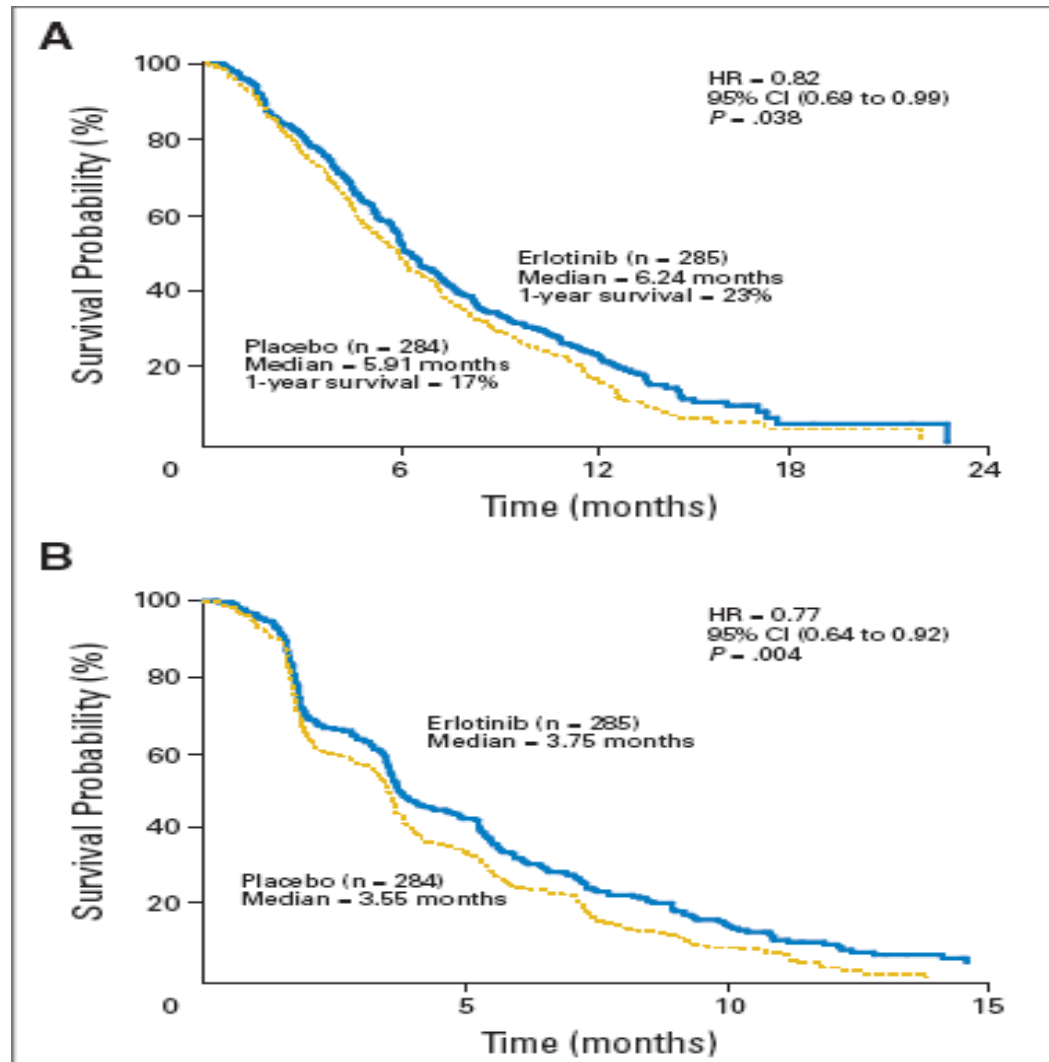 A
Survival Probability (%)
100
80
60
40
20
0
HR = 0.82
95% CI (0.69 to 0.99)
P = .038
Erlotinib (n = 285)
Median = 6.24 months
1-year survival = 23%
Placebo (n = 284)
Median = 5.91 months
1-year survival = 17%
6
12
18
24
Time (months)
B
Survival Probability (%)
100
80
60
40
20
0
HR = 0.77
95% CI (0.64 to 0.92)
P = .004
Erlotinib (n = 285)
Median = 3.75 months
Placebo (n = 284)
Median = 3.55 months
5
10
15
Time (months)